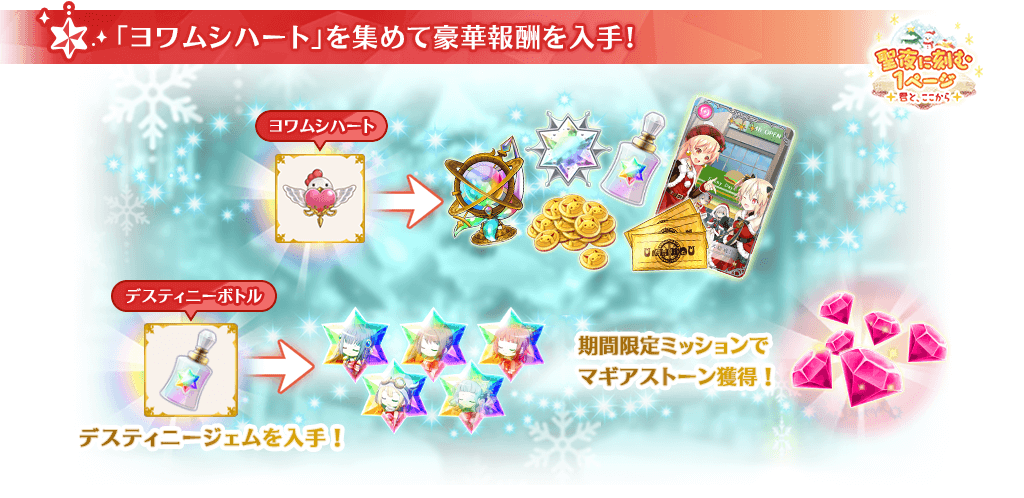 「ヨワムシハート」を集めて豪華報酬を入手!
聖夜に刻む
1ページ
君と、ここから
ヨワムシハート
OPEN
デスティニーボトル
期間限定ミッションで
マギアストーン獲得!
デスティニージェムを入手!